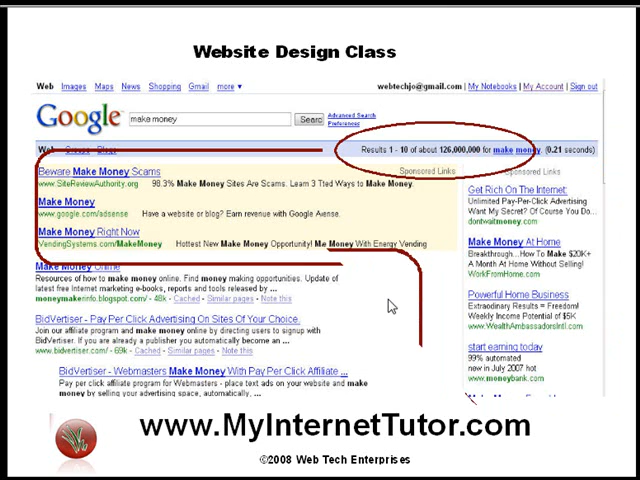 Website Design Class
Web Images Maps News Shopping Gmail more ▼ webtechjo@gmail.com | My Notebooks | My Account | Sign out
Google make money Searc Advanced Search
Preferences
Web Blogs Results 1 - 10 of about 126,000,000 for make money. (0.21 seconds)
Beware Make Money Scams Sponsored Links
www.SiteReviewAuthority.org 98.3% Make Money Sites Are Scams. Learn 3 Tted Ways to Make Money.
Make Money
www.google.com/adsense Have a website or blog? Earn revenue with Google
Make Money Right Now
VendingSystems.com/MakeMoney Hottest New Make Money Opportunity! Me Money With Energy Vending
Make Money Online
Resources of how to make money online. Find money making opportunities. Update of
latest free Internet marketing e-books, reports and tools released by ...
moneymakerinfo.blogspot.com/ - 48k - Cached - Similar pages - Note this
BidVertiser - Pay Per Click Advertising On Sites Of Your Choice.
Join our affiliate program and make money online by directing users to signup with
BidVertiser. If you are already a publisher you automatically become ...
www.bidvertiser.com/ - 69k - Cached - Similar pages - Note this
BidVertiser - Webmasters Make Money With Pay Per Click Affiliate ...
Pay per click affiliate program for Webmasters - place text ads on your website and make
money by selling your advertising space, automatically, ...
Sponsored Links
Get Rich On The Internet:
Unlimited Pay-Checks In Advance
Want My Secret? Of Course You Do...
dontwaitmoney.com
Make Money At Home
Breakthrough...How To Make $20K+
A Month At Home Without Selling!
WorkFromHome.com
Powerful Home Business
Extraordinary Results = Freedom!
Weekly Income Potential of $5K
www.WealthAmbassadorsIntl.com
start earning today
99% automated
new in July 2007 hot
www.moneybank.com
www.MyInternetTutor.com
©2008 Web Tech Enterprises